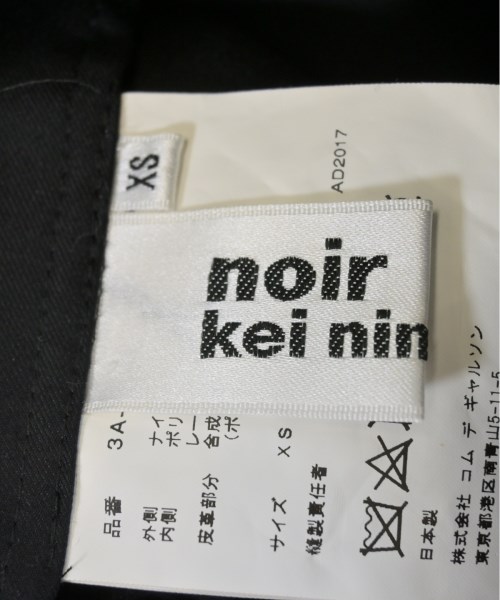 XS
AD2017
noir
kei nin
品番 3A-
外側 ナイ
内側 ポリ
皮革部分 レー
合成
(ポ
サイズ XS
縫製責任者
日本製
株式会社 コム デ ギャルソン
東京都港区南青山5-11-5